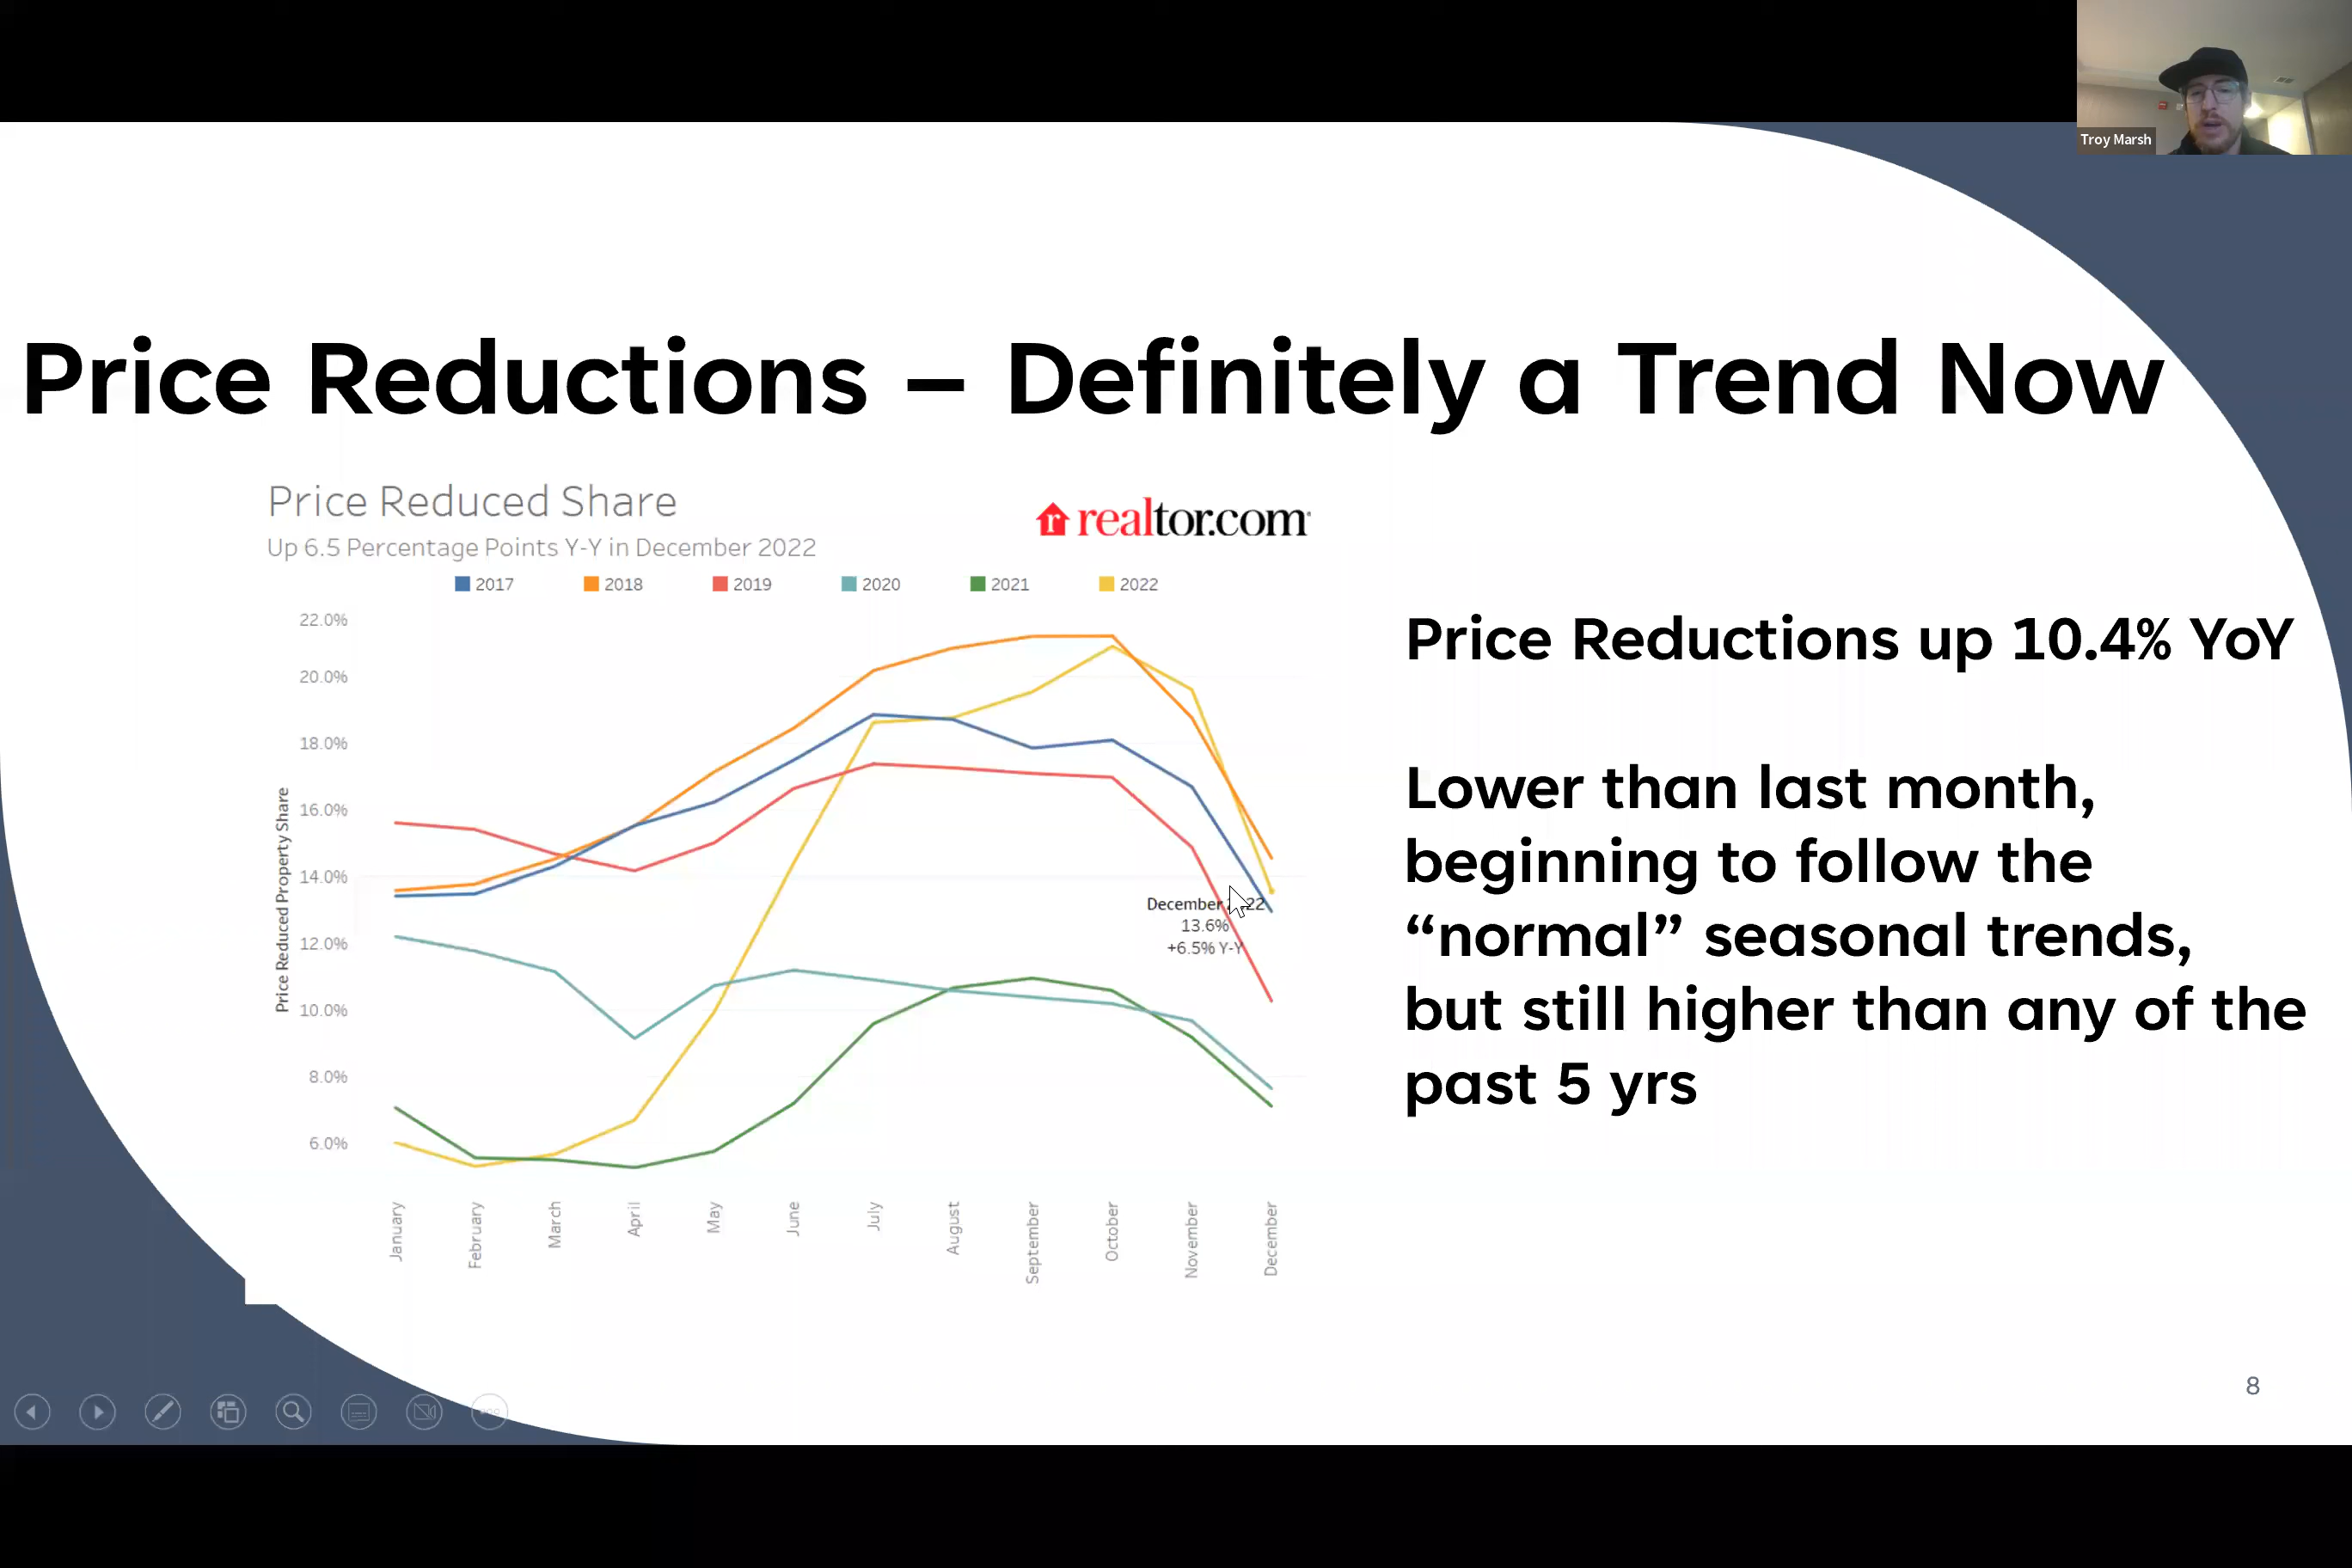 Troy Marsh
Price Reductions – Definitely a Trend Now
Price Reduced Share
Up 6.5 Percentage Points Y-Y in December 2022
realtor.com
2017 2018 2019 2020 2021 2022
Price Reduced Property Share
22.0%
20.0%
18.0%
16.0%
14.0%
12.0%
10.0%
8.0%
6.0%
December 22
13.6%
+6.5% Y-Y
January February March April May June July August September October November December
Price Reductions up 10.4% YoY
Lower than last month,
beginning to follow the
“normal” seasonal trends,
but still higher than any of the
past 5 yrs
8